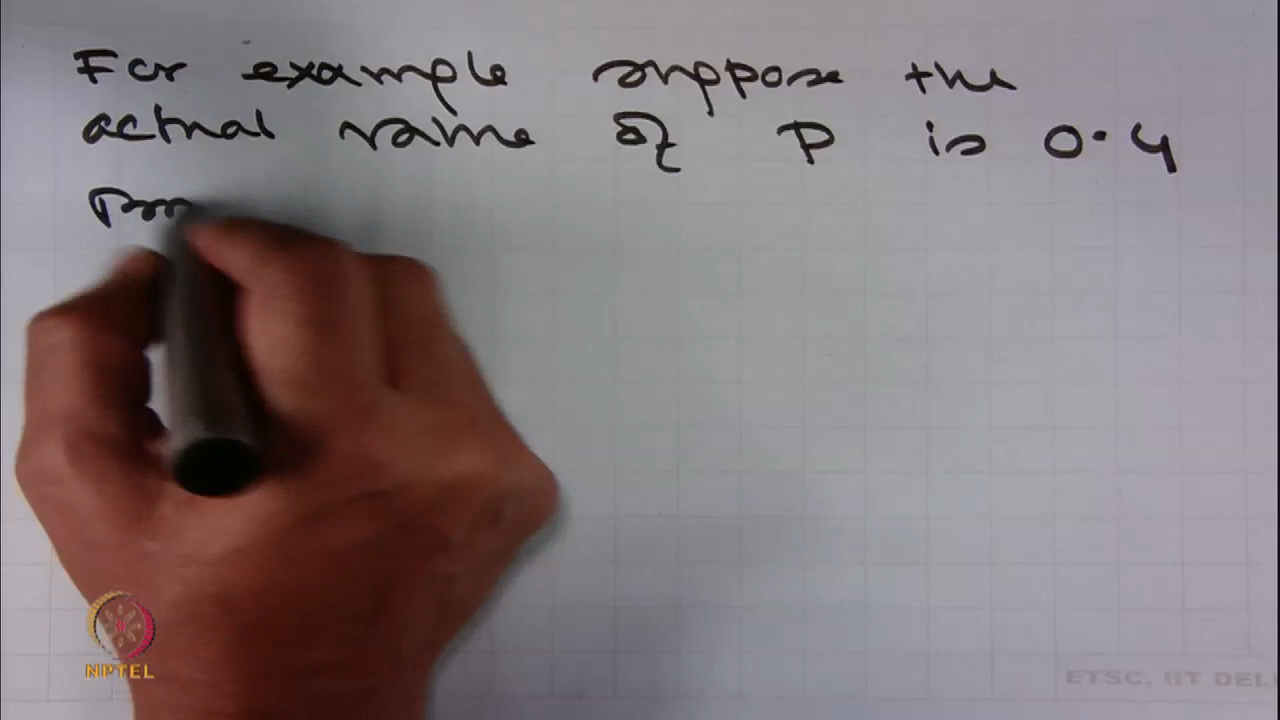 For example suppose the
actual value of P is 0.4
NPTEL
ETSC, IIT DEL